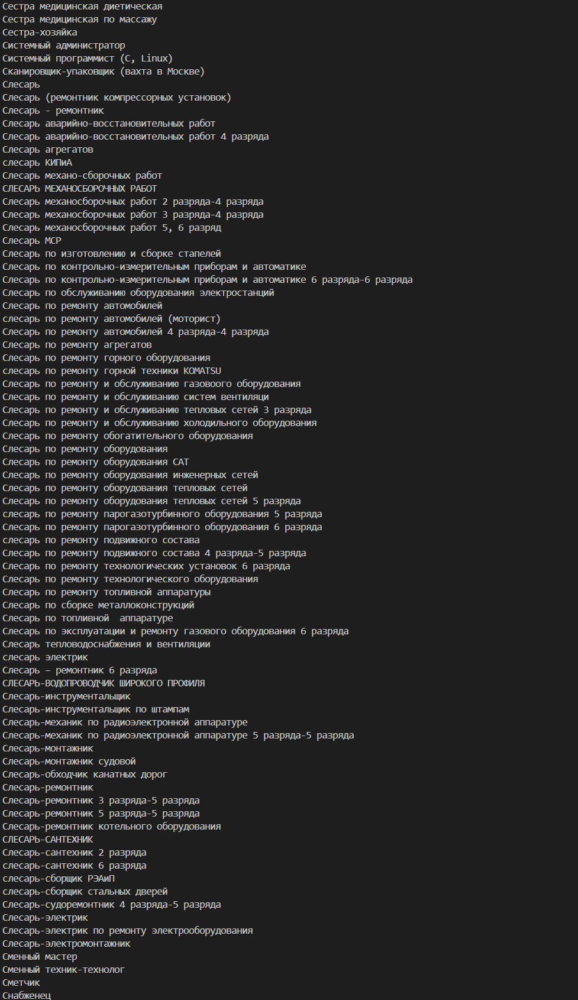 Сестра медицинская диетическая
Сестра медицинская по массажу
Сестра-хозяйка
Системный администратор
Системный программист (C, Linux)
Сканировщик-упаковщик (вахта в Москве)
Слесарь
Слесарь (ремонтник компрессорных установок)
Слесарь - ремонтник
Слесарь аварийно-восстановительных работ
Слесарь аварийно-восстановительных работ 4 разряда
Слесарь агрегатов
слесарь КИПиА
Слесарь механо-сборочных работ
СЛЕСАРЬ МЕХАНОСБОРОЧНЫХ РАБОТ
Слесарь механосборочных работ 2 разряда-4 разряда
Слесарь механосборочных работ 3 разряда-4 разряда
Слесарь механосборочных работ 5, 6 разряд
Слесарь МСР
Слесарь по изготовлению и сборке стапелей
Слесарь по контрольно-измерительным приборам и автоматике
Слесарь по контрольно-измерительным приборам и автоматике 6 разряда-6 разряда
Слесарь по обслуживанию оборудования электростанций
Слесарь по ремонту автомобилей
слесарь по ремонту автомобилей (моторист)
Слесарь по ремонту автомобилей 4 разряда-4 разряда
Слесарь по ремонту агрегатов
Слесарь по ремонту горного оборудования
слесарь по ремонту горной техники KOMATSU
Слесарь по ремонту и обслуживанию газовоого оборудования
Слесарь по ремонту и обслуживанию систем вентиляци
Слесарь по ремонту и обслуживанию тепловых сетей 3 разряда
Слесарь по ремонту и обслуживанию холодильного оборудования
Слесарь по ремонту обогатительного оборудования
Слесарь по ремонту оборудования
Слесарь по ремонту оборудования CAT
Слесарь по ремонту оборудования инженерных сетей
Слесарь по ремонту оборудования тепловых сетей
Слесарь по ремонту оборудования тепловых сетей 5 разряда
слесарь по ремонту парогазотурбинного оборудования 5 разряда
Слесарь по ремонту парогазотурбинного оборудования 6 разряда
слесарь по ремонту подвижного состава
Слесарь по ремонту подвижного состава 4 разряда-5 разряда
Слесарь по ремонту технологических установок 6 разряда
Слесарь по ремонту технологического оборудования
Слесарь по ремонту топливной аппаратуры
Слесарь по сборке металлоконструкций
Слесарь по топливной  аппаратуре
Слесарь по эксплуатации и ремонту газового оборудования 6 разряда
Слесарь тепловодоснабжения и вентиляции
слесарь электрик
Слесарь – ремонтник 6 разряда
СЛЕСАРЬ-ВОДОПРОВОДЧИК ШИРОКОГО ПРОФИЛЯ
Слесарь-инструментальщик
Слесарь-инструментальщик по штампам
Слесарь-механик по радиоэлектронной аппаратуре
Слесарь-механик по радиоэлектронной аппаратуре 5 разряда-5 разряда
Слесарь-монтажник
Слесарь-монтажник судовой
Слесарь-обходчик канатных дорог
Слесарь-ремонтник
Слесарь-ремонтник 3 разряда-5 разряда
Слесарь-ремонтник 5 разряда-5 разряда
Слесарь-ремонтник котельного оборудования
СЛЕСАРЬ-САНТЕХНИК
Слесарь-сантехник 2 разряда
слесарь-сантехник 6 разряда
слесарь-сборщик РЭАиП
слесарь-сборщик стальных дверей
Слесарь-судоремонтник 4 разряда-5 разряда
Слесарь-электрик
Слесарь-электрик по ремонту электрооборудования
Слесарь-электромонтажник
Сменный мастер
Сменный техник-технолог
Сметчик
Снабженец